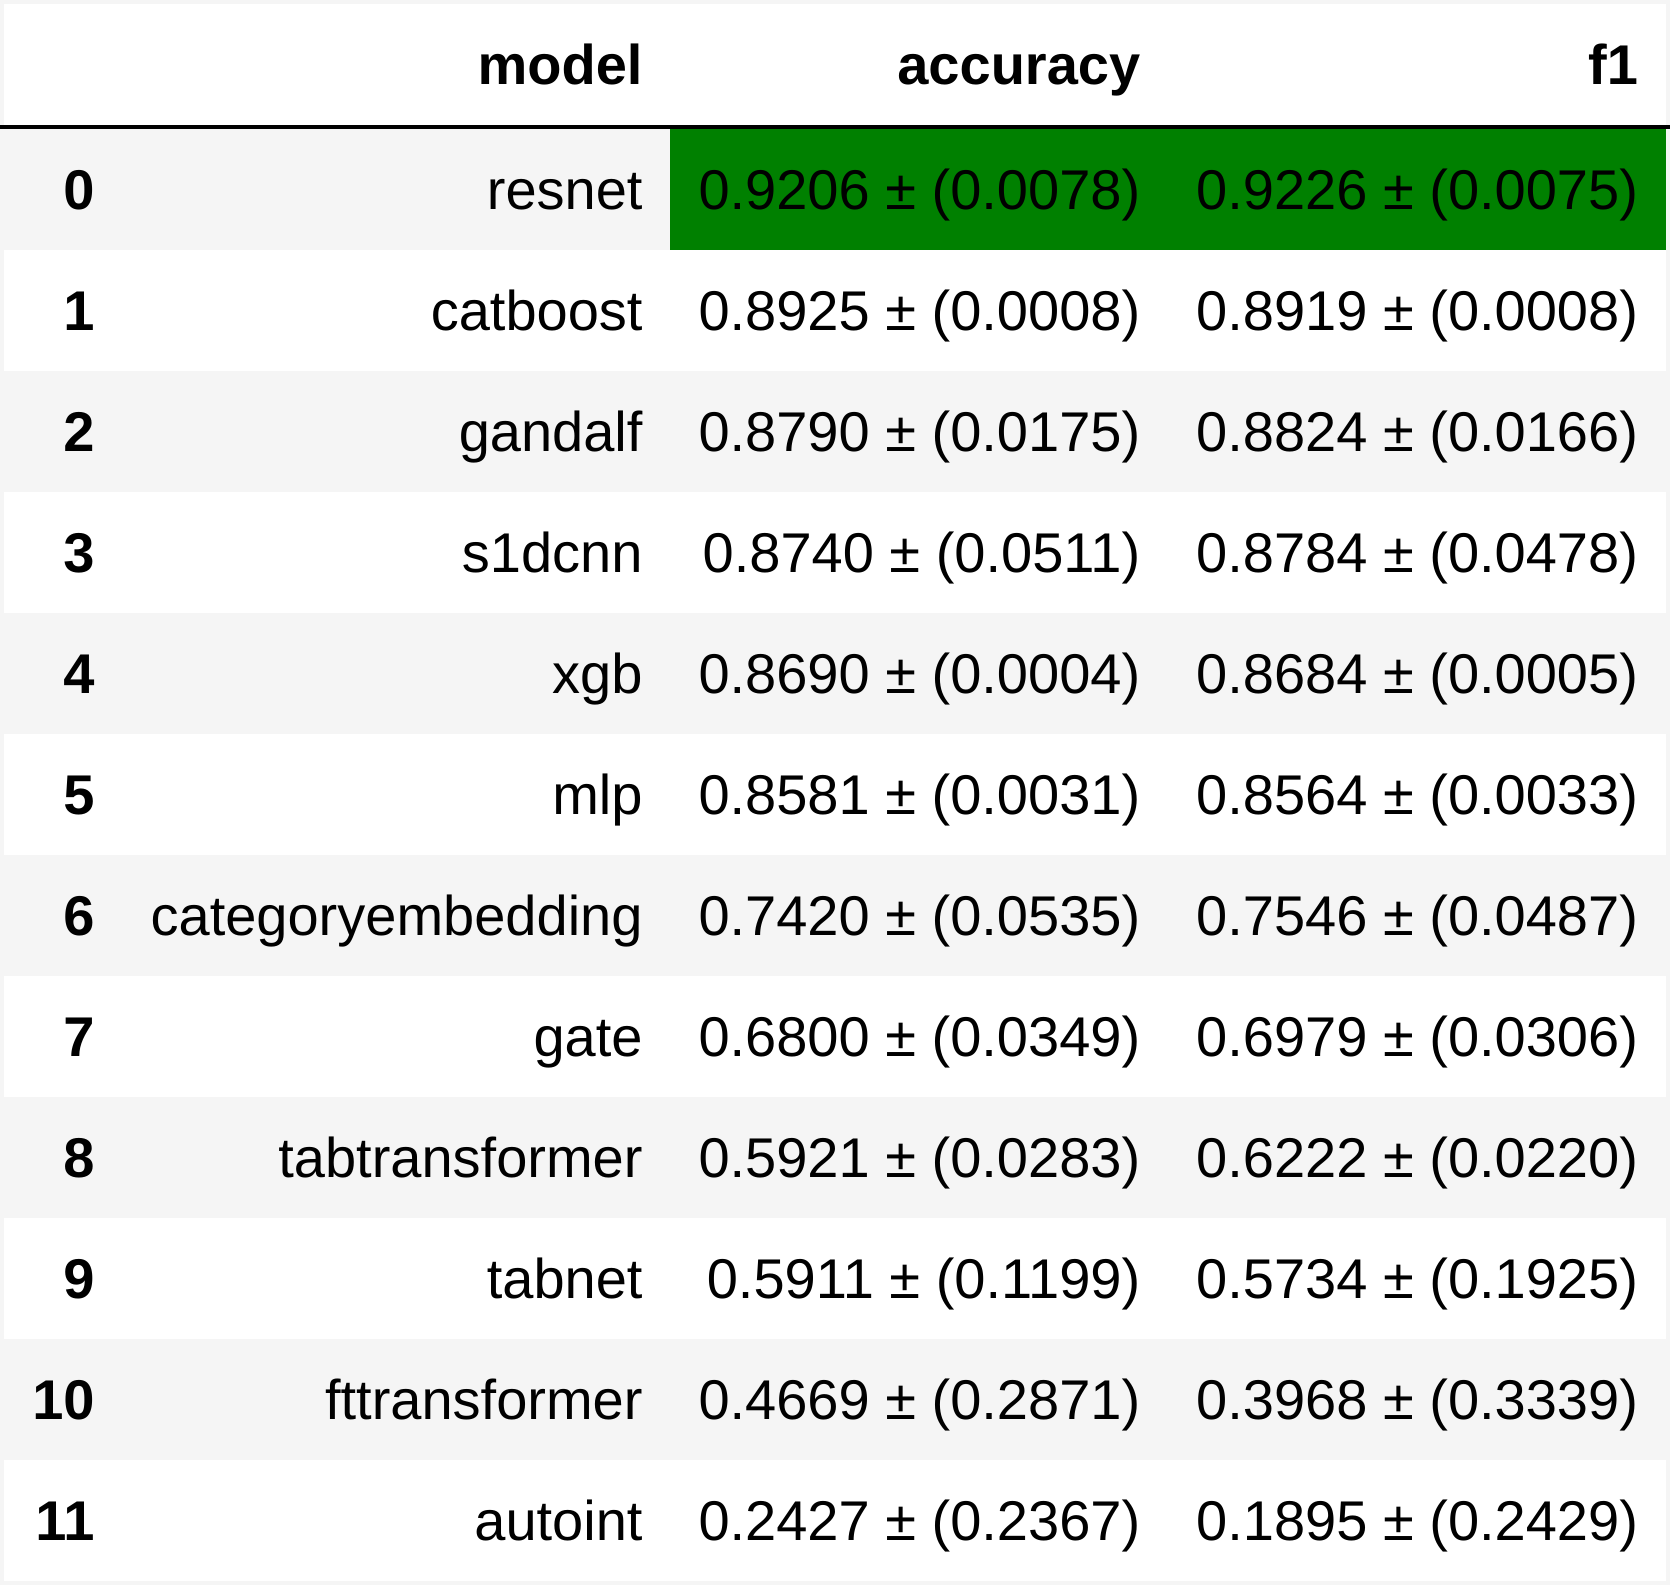 model accuracy f1
0 resnet 0.9206 ± (0.0078) 0.9226 ± (0.0075)
1 catboost 0.8925 ± (0.0008) 0.8919 ± (0.0008)
2 gandalf 0.8790 ± (0.0175) 0.8824 ± (0.0166)
3 s1dcnn 0.8740 ± (0.0511) 0.8784 ± (0.0478)
4 xgb 0.8690 ± (0.0004) 0.8684 ± (0.0005)
5 mlp 0.8581 ± (0.0031) 0.8564 ± (0.0033)
6 categoryembedding 0.7420 ± (0.0535) 0.7546 ± (0.0487)
7 gate 0.6800 ± (0.0349) 0.6979 ± (0.0306)
8 tabtransformer 0.5921 ± (0.0283) 0.6222 ± (0.0220)
9 tabnet 0.5911 ± (0.1199) 0.5734 ± (0.1925)
10 fttransformer 0.4669 ± (0.2871) 0.3968 ± (0.3339)
11 autoint 0.2427 ± (0.2367) 0.1895 ± (0.2429)